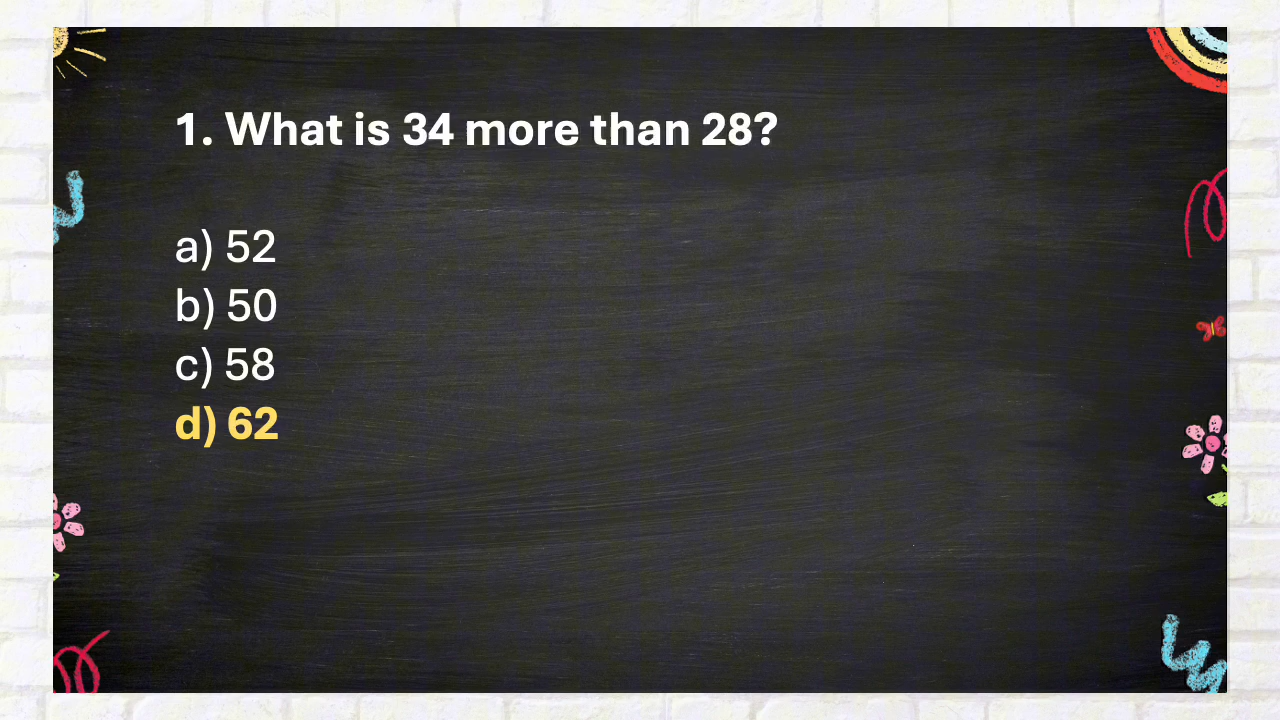 1. What is 34 more than 28?
a) 52
b) 50
c) 58
d) 62